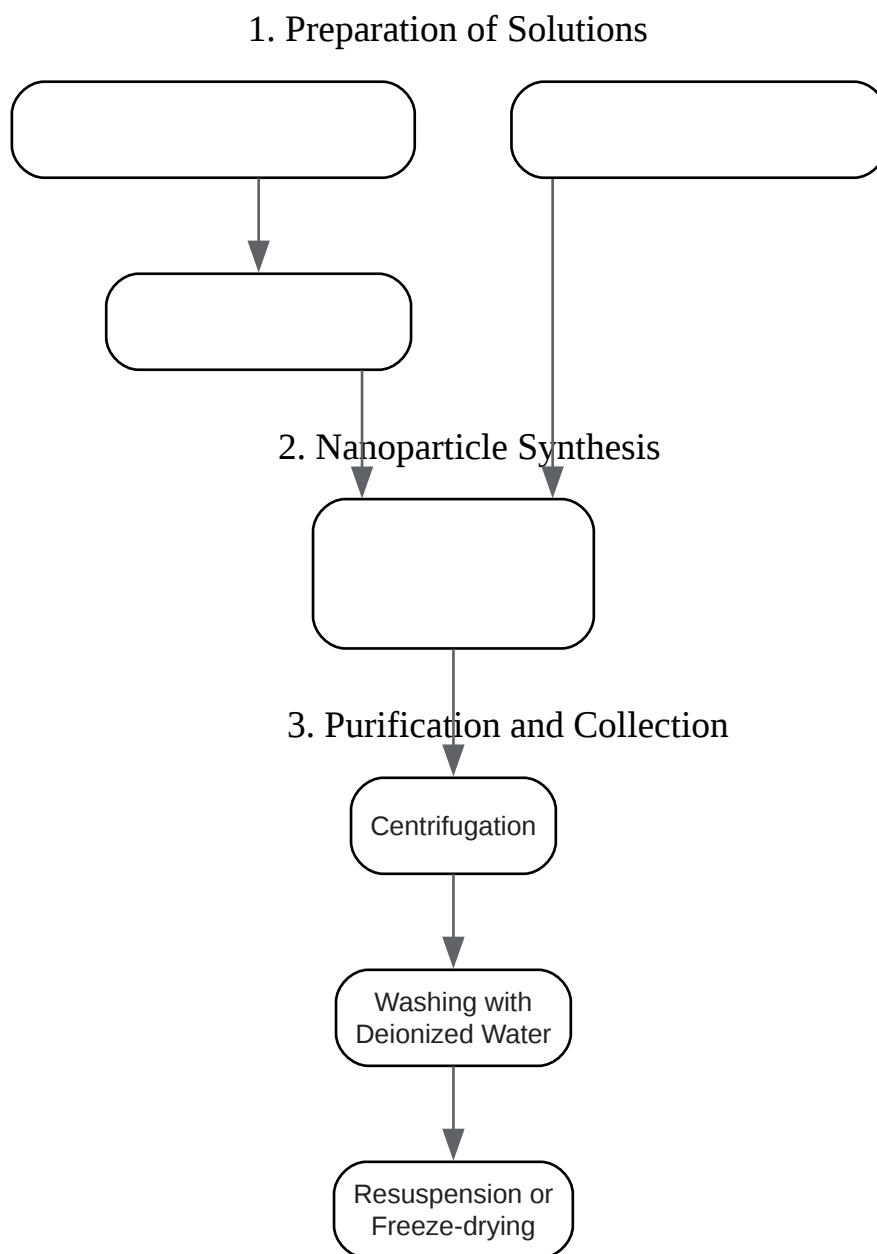 1. Preparation of Solutions
2. Nanoparticle Synthesis
3. Purification and Collection
Centrifugation
Washing with
Deionized Water
Resuspension or
Freeze-drying